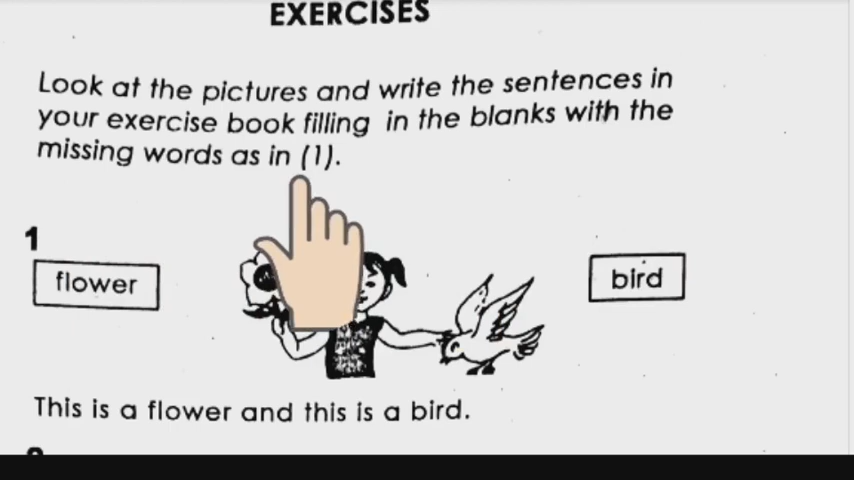 EXERCISES
Look at the pictures and write the sentences in
your exercise book filling in the blanks with the
missing words as in (1).
1
flower
bird
This is a flower and this is a bird.